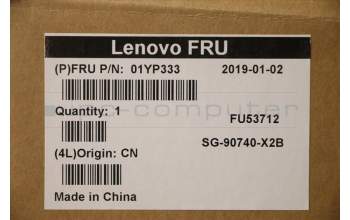 Lenovo FRU
(P)FRU P/N: 01YP333 2019-01-02
Quantity: 1
FU53712
SG-90740-X2B
(4L)Origin: CN
Made in China